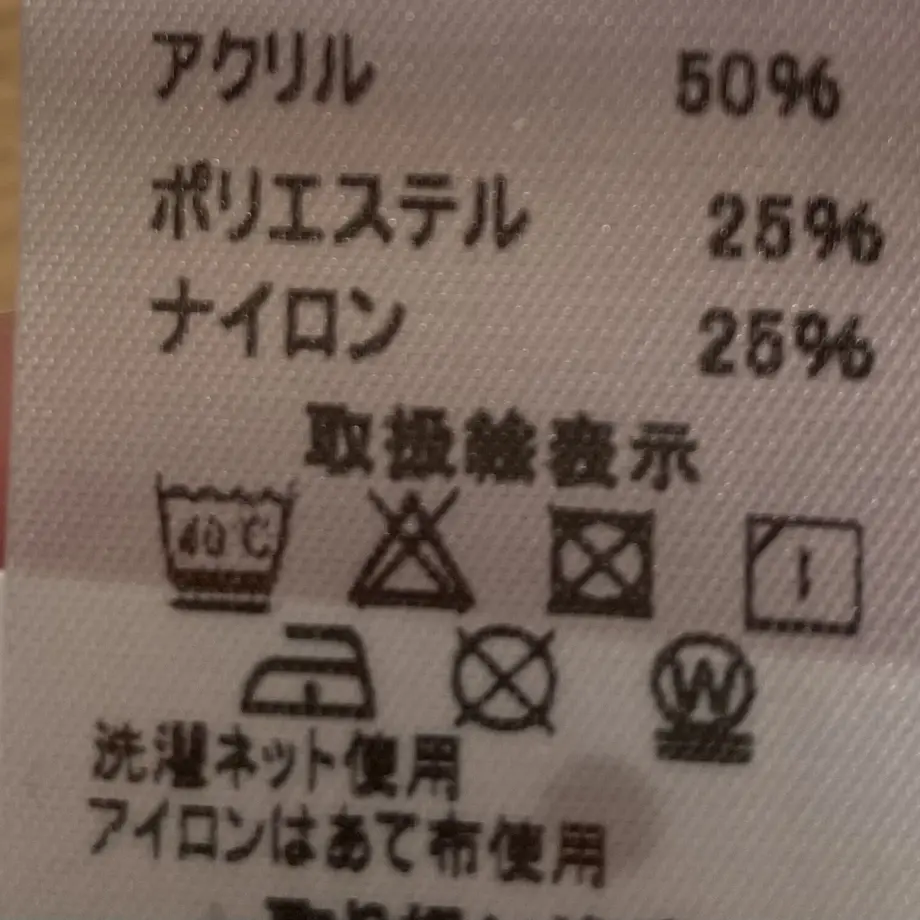 アクリル 50%
ポリエステル 25%
ナイロン 25%
取扱絵表示
40℃
W
洗濯ネット使用
アイロンはあて布使用